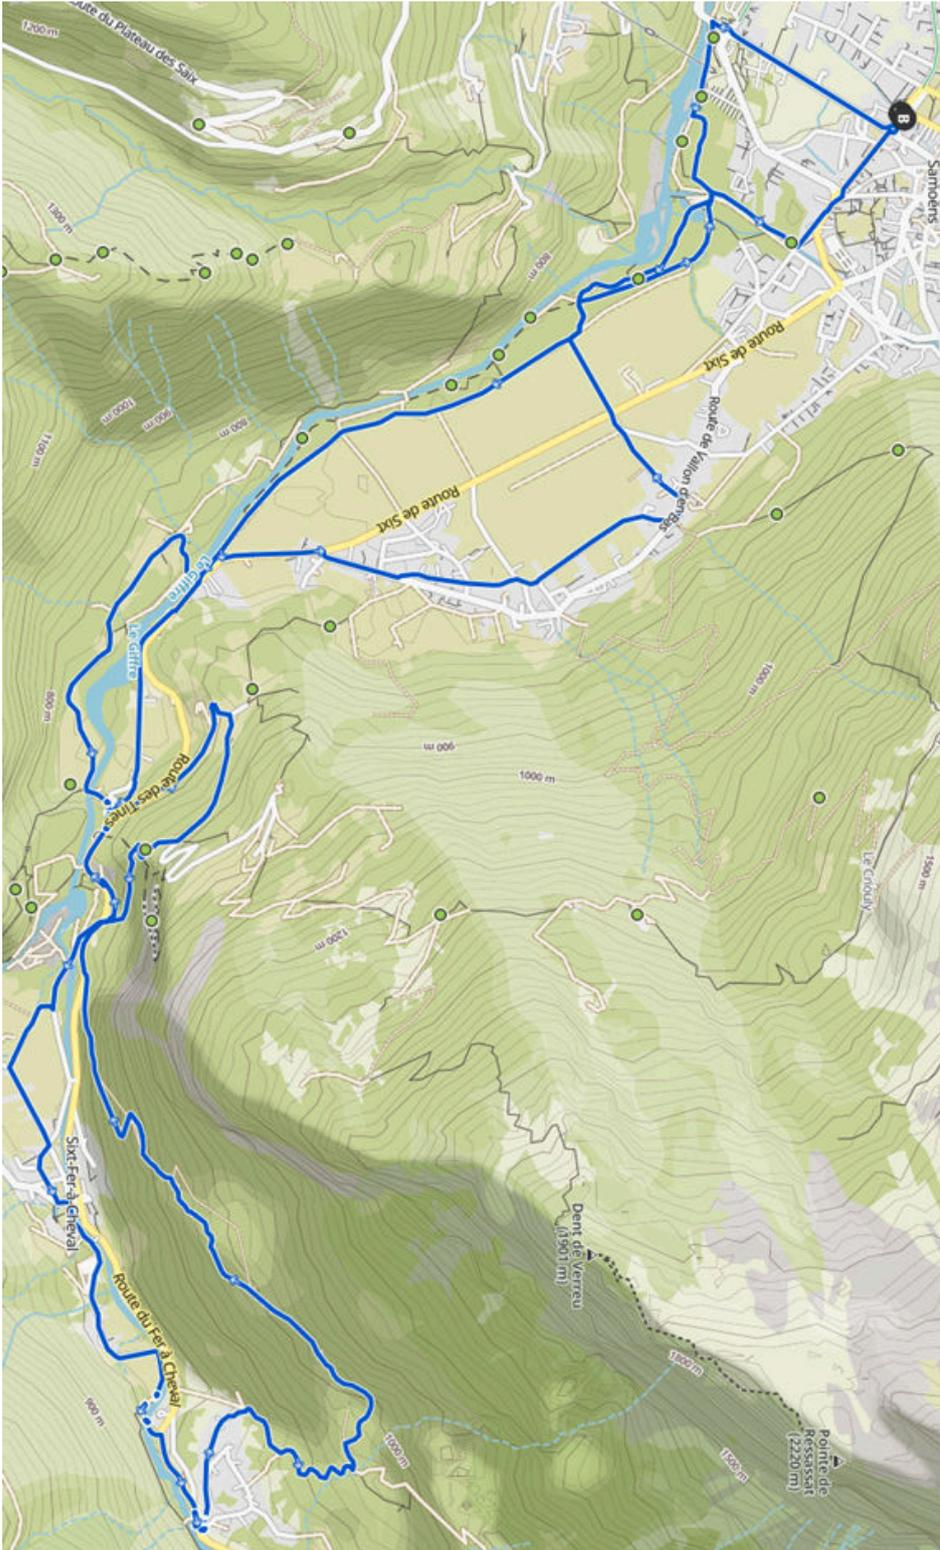 1200 m
Route du Plateau des Saix
B
Samoëns
1300 m
800 m
Route de Sixt
1000 m
900 m
800 m
1100 m
Route de Vallon d'en Bas
Route de Sixt
Le Giffre
Le Giffre
800 m
1000 m
900 m
1000 m
Route des Tines
Le Criouly
1500 m
1200 m
Sixt-Fer-à-Cheval
Dent de Verreu
(1901 m)
Route du Fer à Cheval
1800 m
900 m
1000 m
1500 m
Pointe de
Ressassat
(2220 m)